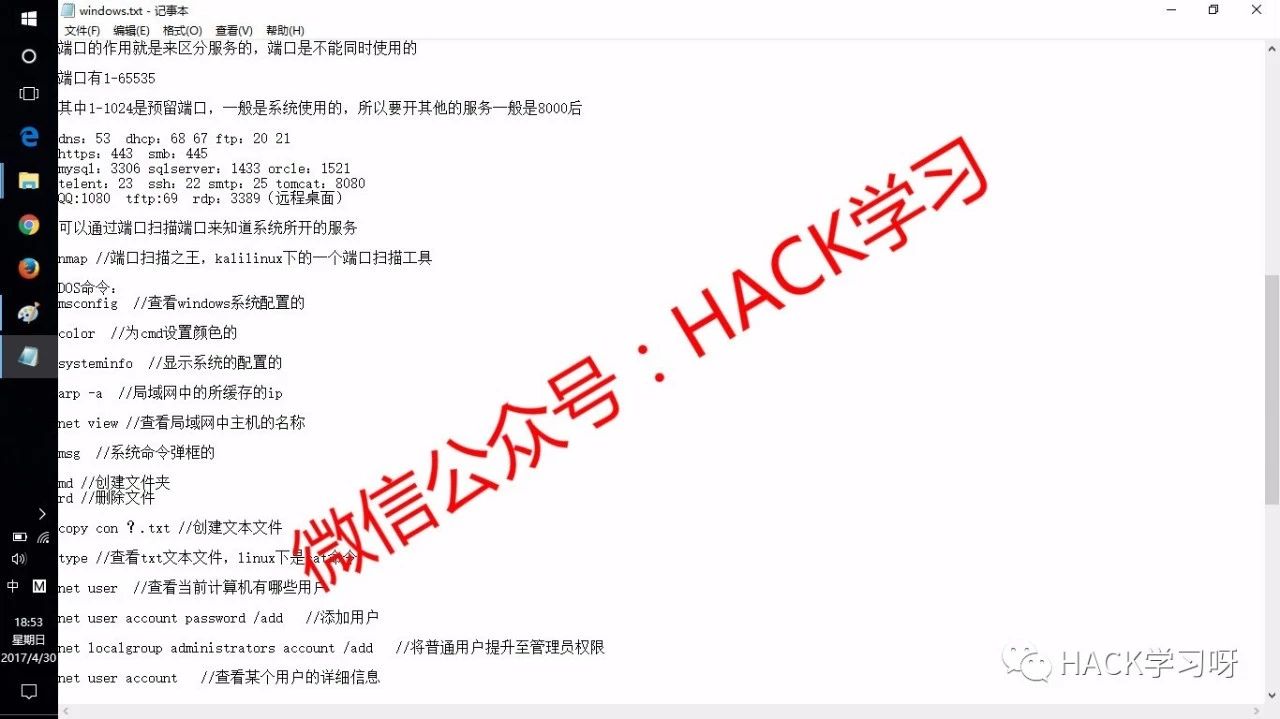 windows.txt - 记事本
文件(F) 编辑(E) 格式(O) 查看(V) 帮助(H)
端口的作用就是来区分服务的，端口是不能同时使用的
端口有1-65535
其中1-1024是预留端口，一般是系统使用的，所以要开其他的服务一般是8000后
dns：53 dhcp：68 67 ftp：20 21
https：443 smb：445
mysql：3306 sqlserver：1433 orcle：1521
telent：23 ssh：22 smtp：25 tomcat：8080
QQ:1080 tftp:69 rdp：3389（远程桌面）
可以通过端口扫描端口来知道系统所开的服务
nmap //端口扫描之王，kalilinux下的一个端口扫描工具
DOS命令：
msconfig //查看windows系统配置的
color //为cmd设置颜色的
systeminfo //显示系统的配置的
arp -a //局域网中的所缓存的ip
net view //查看局域网中主机的名称
msg //系统命令弹框的
md //创建文件夹
rd //删除文件
copy con ？.txt //创建文本文件
type //查看txt文本文件，linux下是cat命令
net user //查看当前计算机有哪些用户
net user account password /add //添加用户
net localgroup administrators account /add //将普通用户提升至管理员权限
net user account //查看某个用户的详细信息
微信公众号：HACK学习
HACK学习呀
中 M
18:53
星期日
2017/4/30